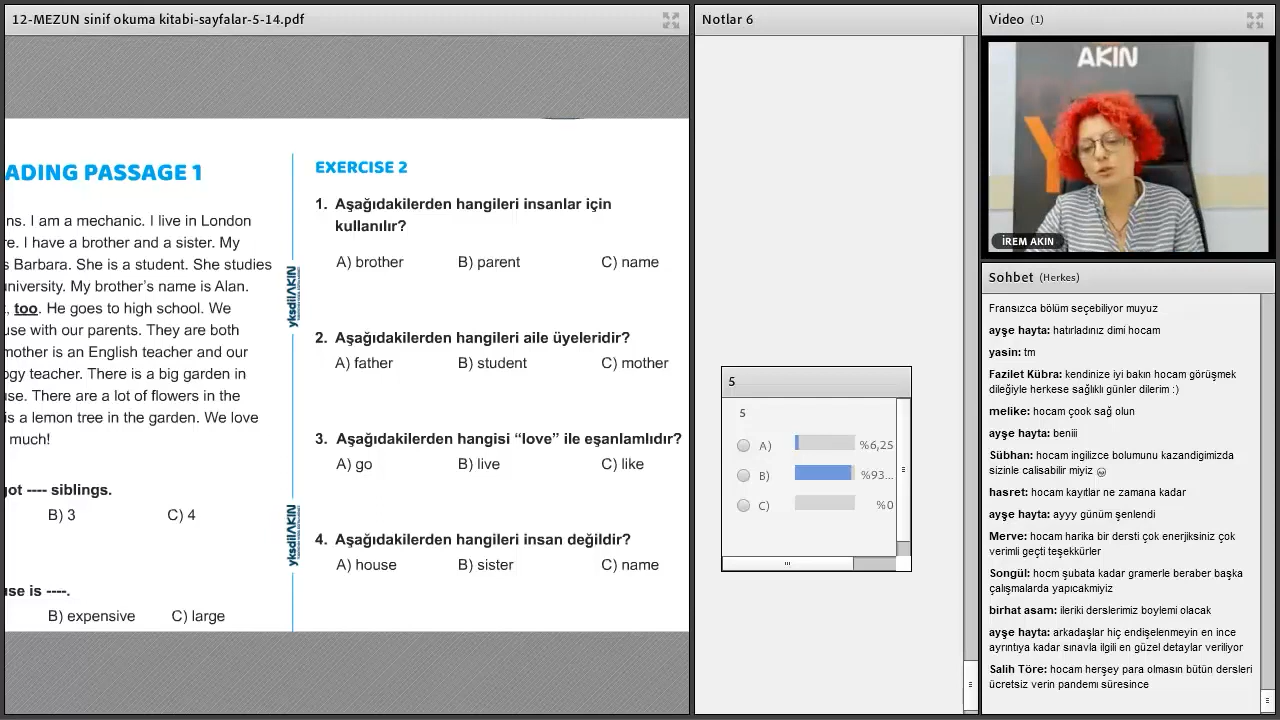 12-MEZUN sinif okuma kitabi-sayfalar-5-14.pdf
ADING PASSAGE 1
ns. I am a mechanic. I live in London
re. I have a brother and a sister. My
s Barbara. She is a student. She studies
university. My brother's name is Alan.
, too. He goes to high school. We
use with our parents. They are both
mother is an English teacher and our
ogy teacher. There is a big garden in
use. There are a lot of flowers in the
is a lemon tree in the garden. We love
much!
got ---- siblings.
B) 3 C) 4
use is ----.
B) expensive C) large
yksdilAKIN
yksdilAKIN
EXERCISE 2
1. Aşağıdakilerden hangileri insanlar için
kullanılır?
A) brother B) parent C) name
2. Aşağıdakilerden hangileri aile üyeleridir?
A) father B) student C) mother
3. Aşağıdakilerden hangisi “love” ile eşanlamlıdır?
A) go B) live C) like
4. Aşağıdakilerden hangileri insan değildir?
A) house B) sister C) name
Notlar 6
5
5
A) %6,25
B) %93...
C) %0
Video (1)
AKIN
Y
İREM AKIN
Sohbet (Herkes)
Fransızca bölüm seçebiliyor muyuz
ayşe hayta: hatırladınız dimi hocam
yasin: tm
Fazilet Kübra: kendinize iyi bakın hocam görüşmek
dileğiyle herkese sağlıklı günler dilerim :)
melike: hocam çook sağ olun
ayşe hayta: beniii
Sübhan: hocam ingilizce bolumunu kazandigimizda
sizinle calisabilir miyiz
hasret: hocam kayıtlar ne zamana kadar
ayşe hayta: ayyy günüm şenlendi
Merve: hocam harika bir dersti çok enerjiksiniz çok
verimli geçti teşekkürler
Songül: hocm şubata kadar gramerle beraber başka
çalışmalarda yapıcakmiyiz
birhat asam: ileriki derslerimiz boylemi olacak
ayşe hayta: arkadaşlar hiç endişelenmeyin en ince
ayrıntıya kadar sınavla ilgili en güzel detaylar veriliyor
Salih Töre: hocam herşey para olmasın bütün dersleri
ücretsiz verin pandemı süresince